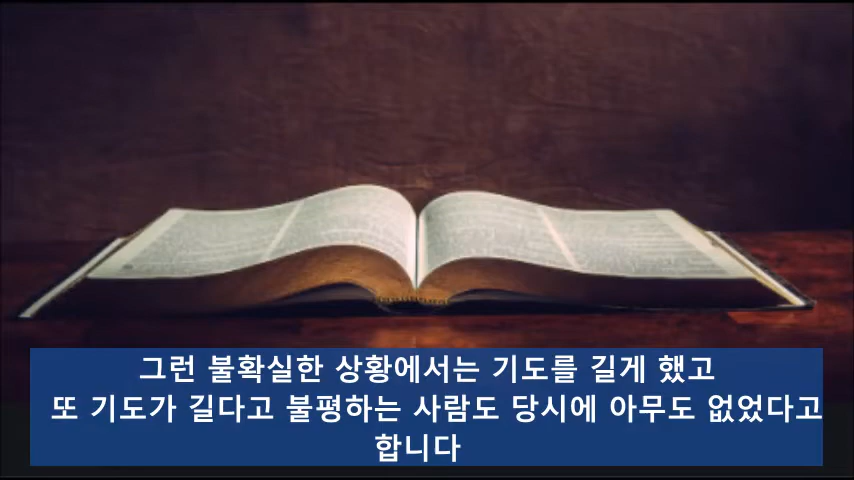 그런 불확실한 상황에서는 기도를 길게 했고
또 기도가 길다고 불평하는 사람도 당시에 아무도 없었다고
합니다